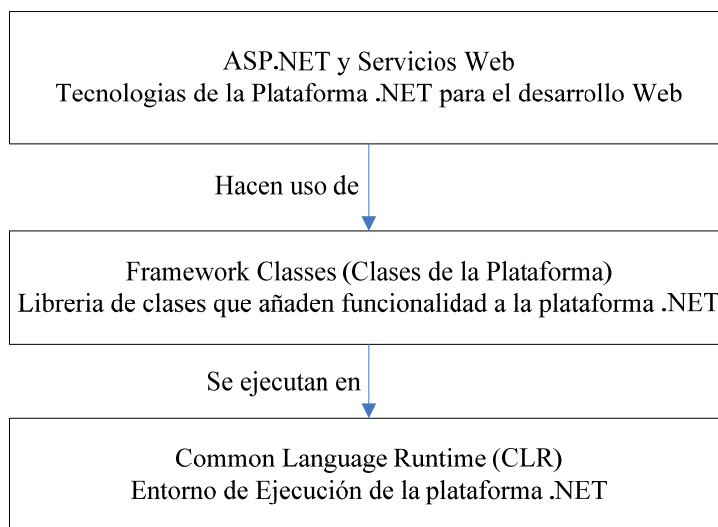 ASP.NET y Servicios Web
Tecnologias de la Plataforma .NET para el desarrollo Web
Hacen uso de
Framework Classes (Clases de la Plataforma)
Libreria de clases que añaden funcionalidad a la plataforma .NET
Se ejecutan en
Common Language Runtime (CLR)
Entorno de Ejecución de la plataforma .NET